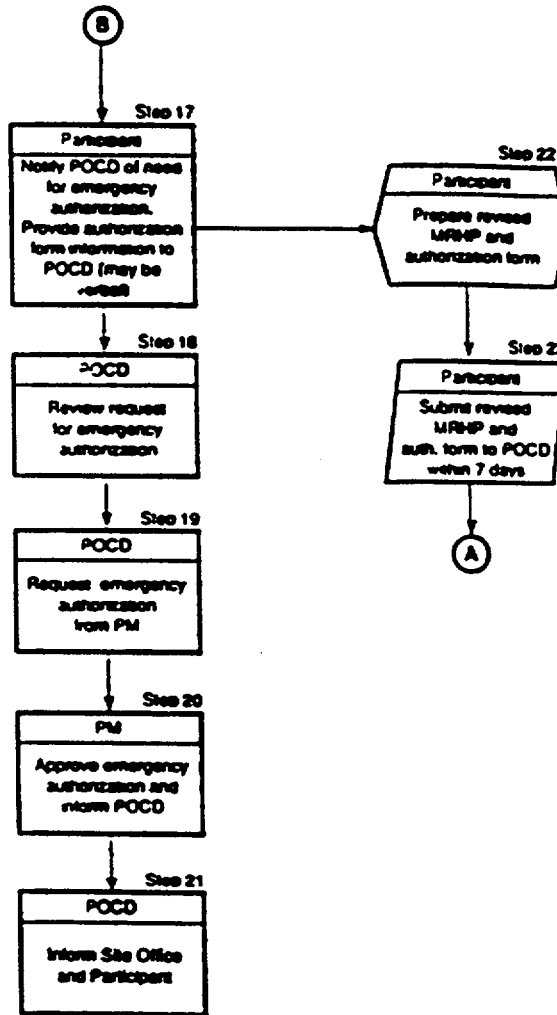 B
Step 17
Participant
Notify POCD of need
for emergency
authorization.
Provide authorization
form information to
POCD (may be
verbal)
Step 18
POCD
Review request
for emergency
authorization
Step 19
POCD
Request emergency
authorization
from PM
Step 20
PM
Approve emergency
authorization and
inform POCD
Step 21
POCD
Inform Site Office
and Participant
Step 22
Participant
Prepare revised
MRHP and
authorization form
Step 2
Participant
Submit revised
MRHP and
auth. form to POCD
within 7 days
A